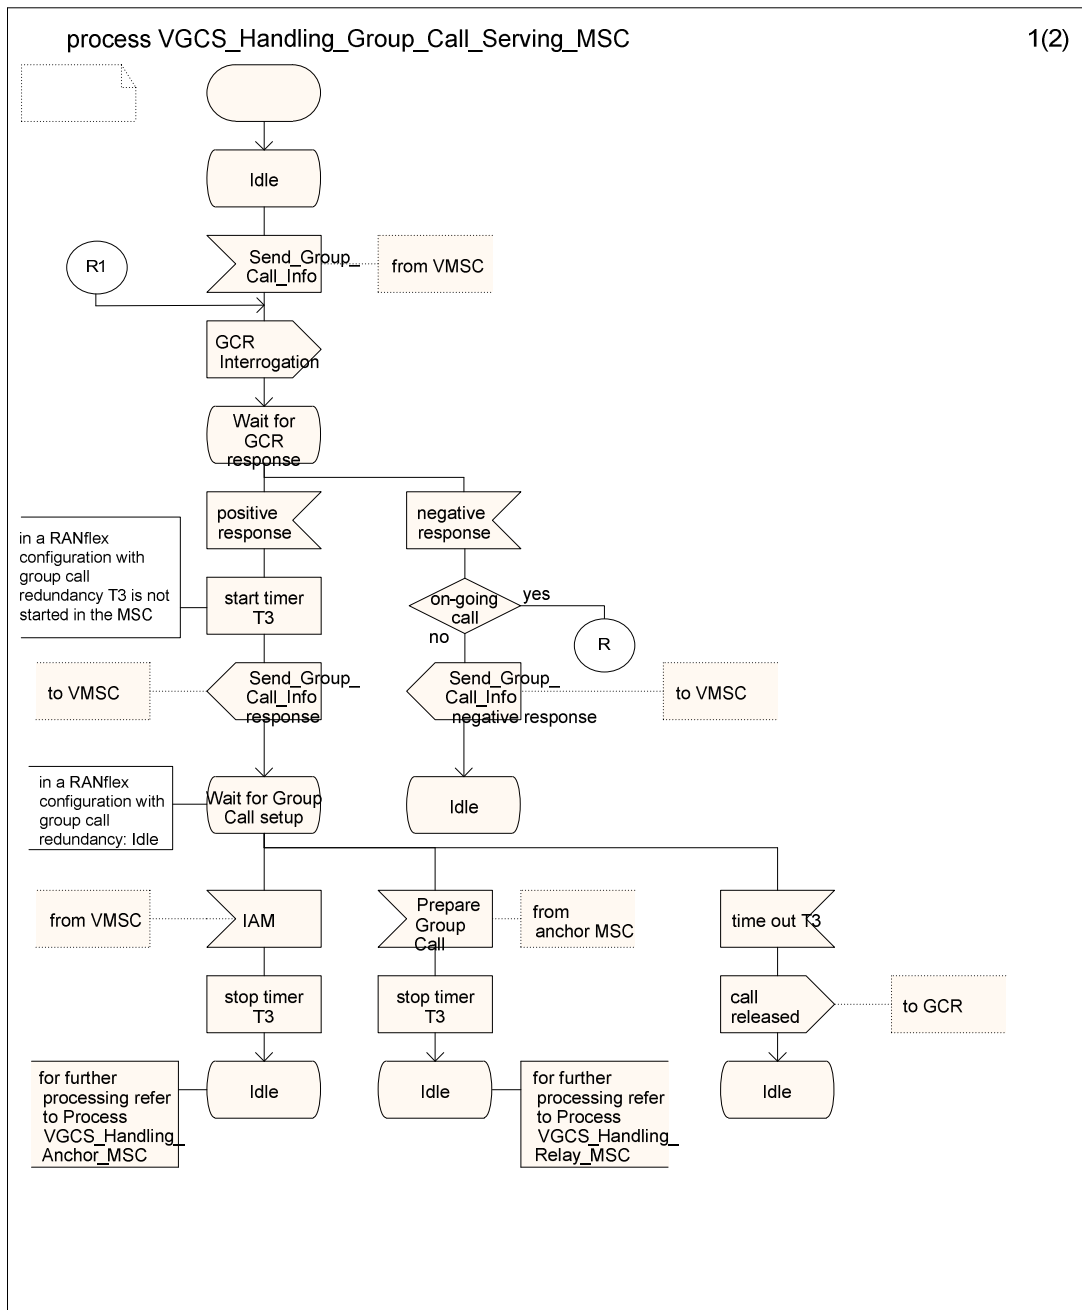 process VGCS_Handling_Group_Call_Serving_MSC
1(2)
Idle
Send_Group_
Call_Info
from VMSC
R1
GCR
Interrogation
Wait for
GCR
response
positive
response
negative
response
in a RANflex
configuration with
group call
redundancy T3 is not
started in the MSC
start timer
T3
on-going
call
yes
no
R
to VMSC
Send_Group_
Call_Info
response
Send_Group_
Call_Info
negative response
to VMSC
in a RANflex
configuration with
group call
redundancy: Idle
Wait for Group
Call setup
Idle
from VMSC
IAM
Prepare
Group
Call
from
anchor MSC
time out T3
stop timer
T3
stop timer
T3
call
released
to GCR
for further
processing refer
to Process
VGCS_Handling_
Anchor_MSC
Idle
Idle
for further
processing refer
to Process
VGCS_Handling_
Relay_MSC
Idle